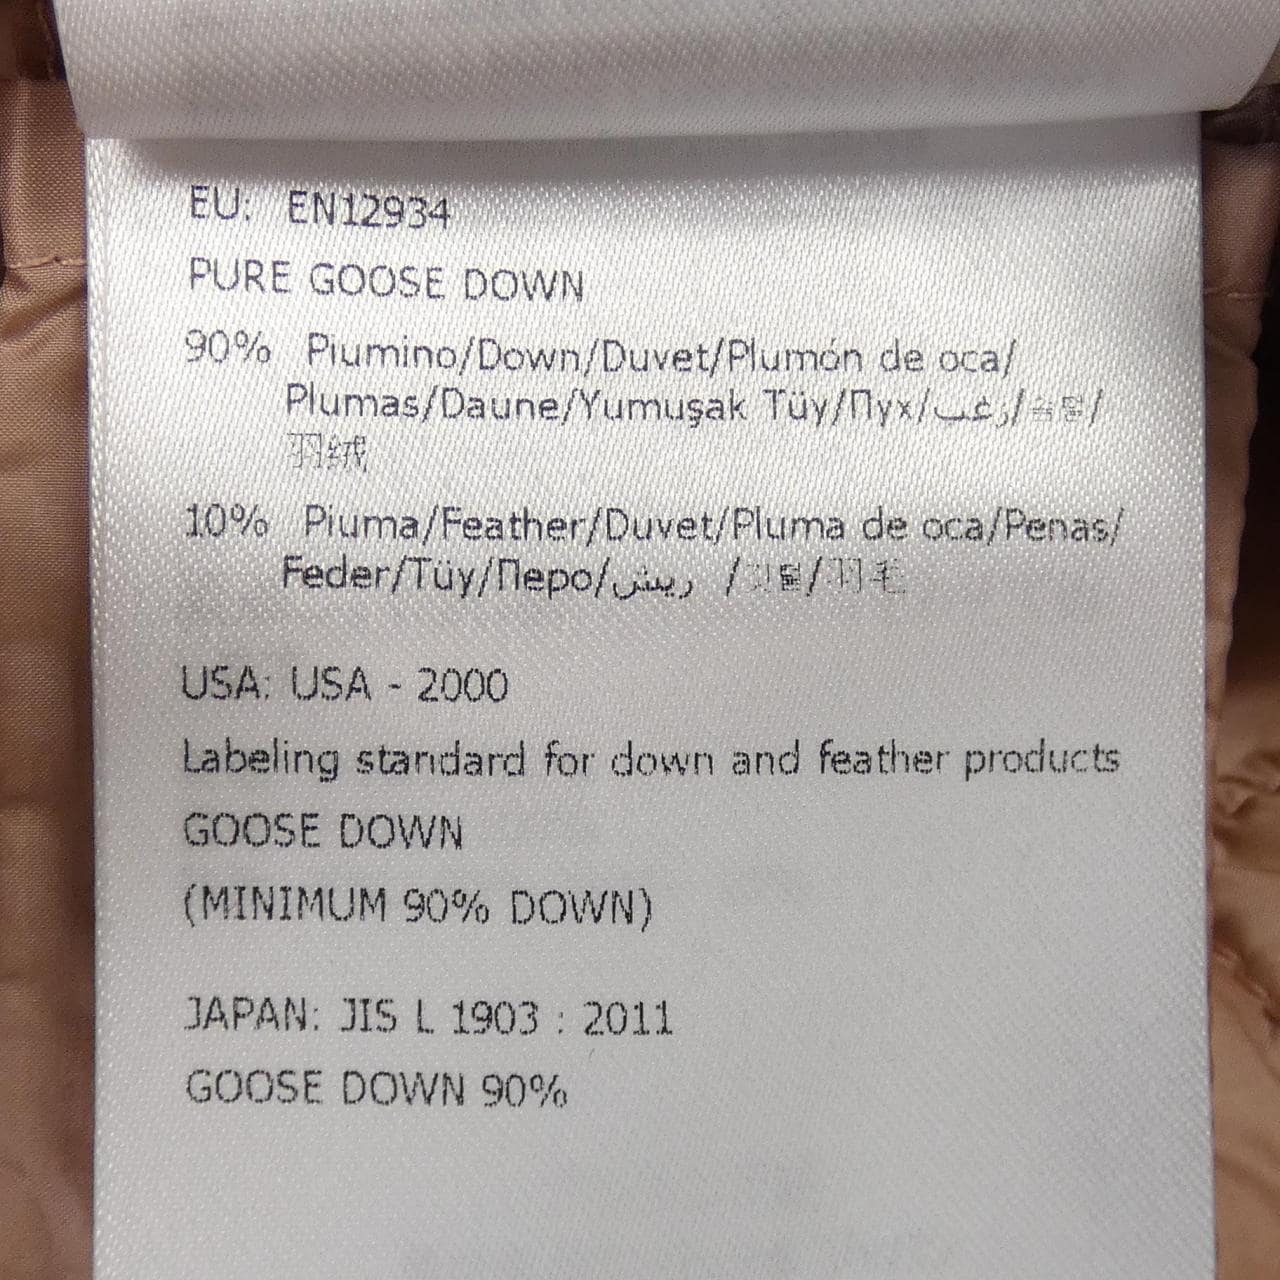 EU: EN12934
PURE GOOSE DOWN
90% Piumino/Down/Duvet/Plumón de oca/
Plumas/Daune/Yumuşak Tüy/Пух/زغب/솜털/
羽绒
10% Piuma/Feather/Duvet/Pluma de oca/Penas/
Feder/Tüy/Перо/ريش /깃털/羽毛
USA: USA - 2000
Labeling standard for down and feather products
GOOSE DOWN
(MINIMUM 90% DOWN)
JAPAN: JIS L 1903 : 2011
GOOSE DOWN 90%